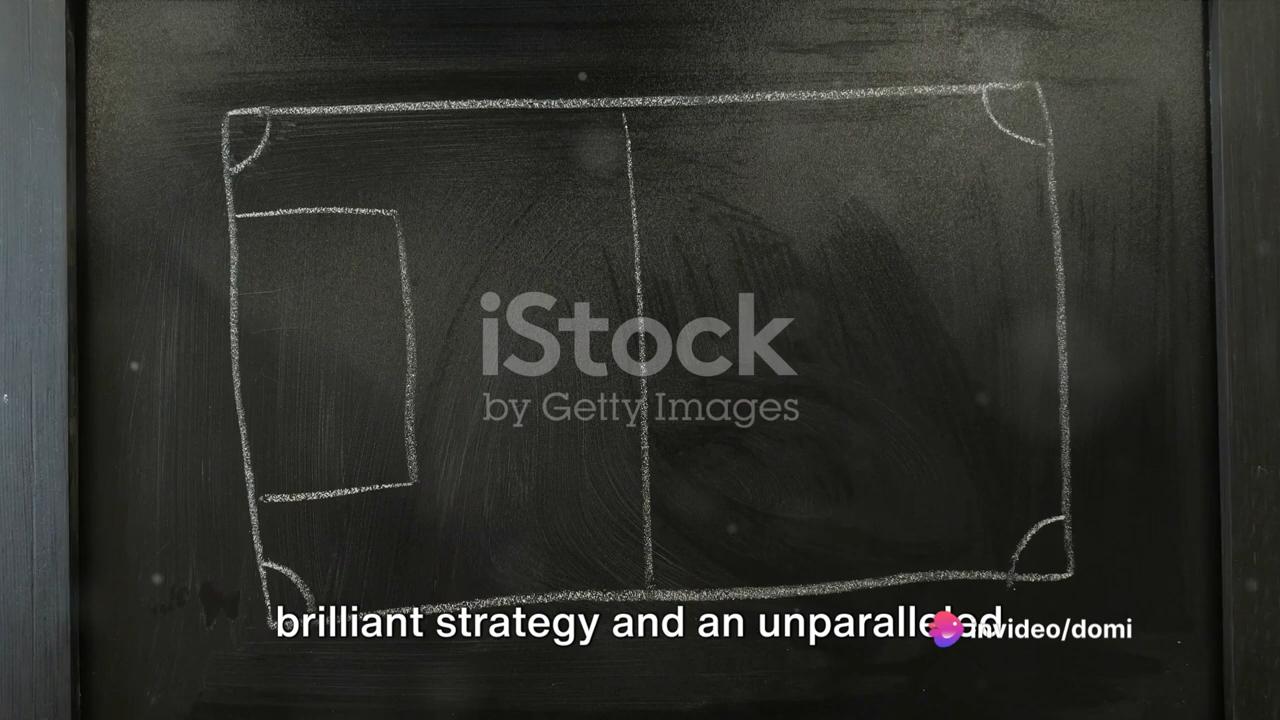 iStock
by Getty Images
brilliant strategy and an unparalleled
invideo/domi